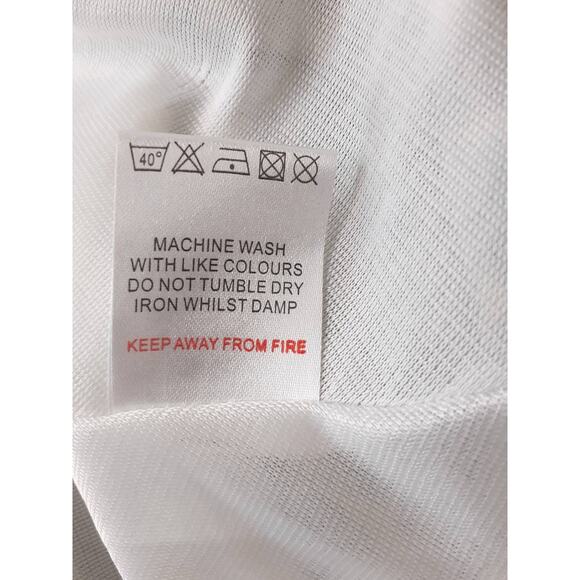 40°
MACHINE WASH
WITH LIKE COLOURS
DO NOT TUMBLE DRY
IRON WHILST DAMP
KEEP AWAY FROM FIRE